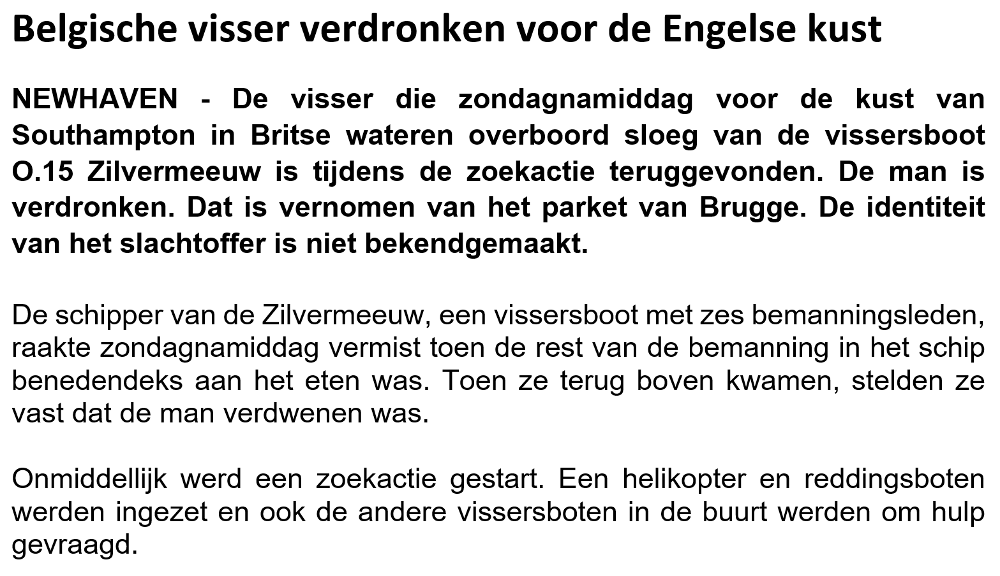 Belgische visser verdronken voor de Engelse kust
NEWHAVEN - De visser die zondagnamiddag voor de kust van
Southampton in Britse wateren overboord sloeg van de vissersboot
O.15 Zilvermeeuw is tijdens de zoekactie teruggevonden. De man is
verdronken. Dat is vernomen van het parket van Brugge. De identiteit
van het slachtoffer is niet bekendgemaakt.
De schipper van de Zilvermeeuw, een vissersboot met zes bemanningsleden,
raakte zondagnamiddag vermist toen de rest van de bemanning in het schip
benedendeks aan het eten was. Toen ze terug boven kwamen, stelden ze
vast dat de man verdwenen was.
Onmiddellijk werd een zoekactie gestart. Een helikopter en reddingsboten
werden ingezet en ook de andere vissersboten in de buurt werden om hulp
gevraagd.